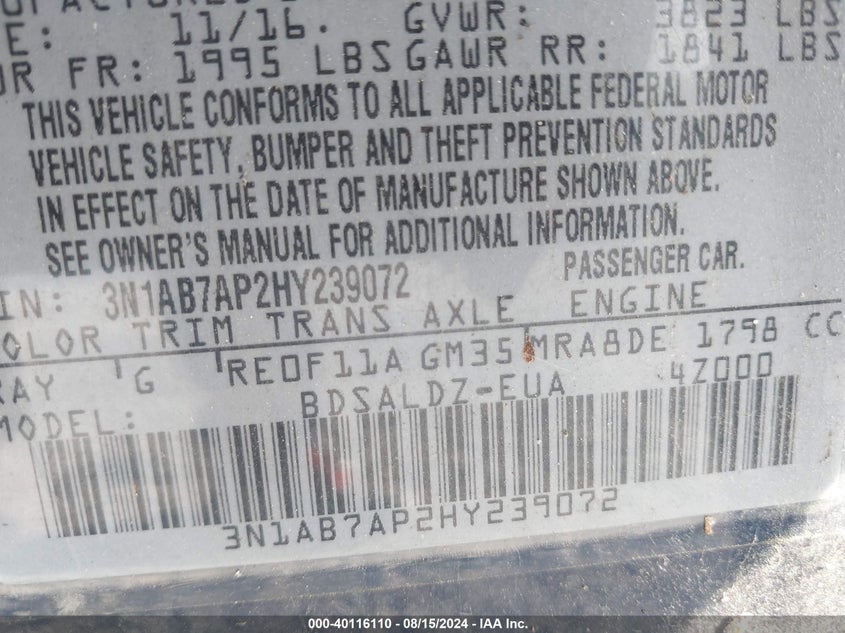 11/16. GVWR: 3823 LBS
FR: 1995 LBS GAWR RR: 1841 LBS
THIS VEHICLE CONFORMS TO ALL APPLICABLE FEDERAL MOTOR
VEHICLE SAFETY, BUMPER AND THEFT PREVENTION STANDARDS
IN EFFECT ON THE DATE OF MANUFACTURE SHOWN ABOVE.
SEE OWNER'S MANUAL FOR ADDITIONAL INFORMATION.
IN: 3N1AB7AP2HY239072 PASSENGER CAR.
OLOR TRIM TRANS AXLE ENGINE
RAY G RE0F11A GM35 MRA8DE 1798 CC
MODEL: BDSALDZ-EUA 4Z000
3N1AB7AP2HY239072
000-40116110 - 08/15/2024 - IAA Inc.